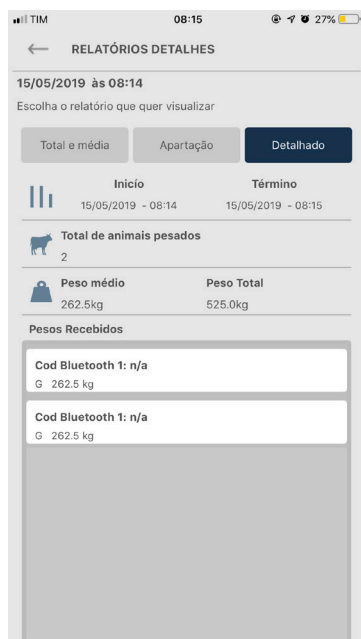 TIM 08:15 27%
RELATÓRIOS DETALHES
15/05/2019 às 08:14
Escolha o relatório que quer visualizar
Total e média Apartação Detalhado
Inicío Término
15/05/2019 - 08:14 15/05/2019 - 08:15
Total de animais pesados
2
Peso médio Peso Total
262.5kg 525.0kg
Pesos Recebidos
Cod Bluetooth 1: n/a
G 262.5 kg
Cod Bluetooth 1: n/a
G 262.5 kg